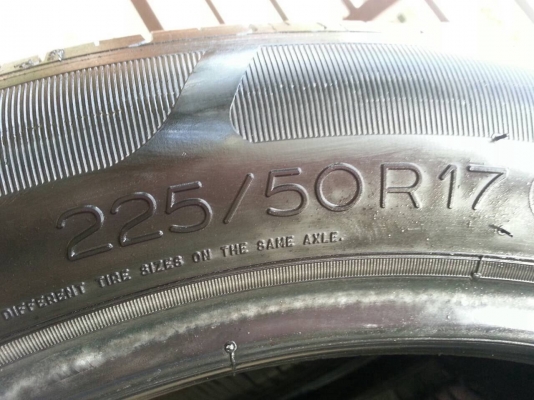 225/50R17
DIFFERENT TIRE SIZES ON THE SAME AXLE.